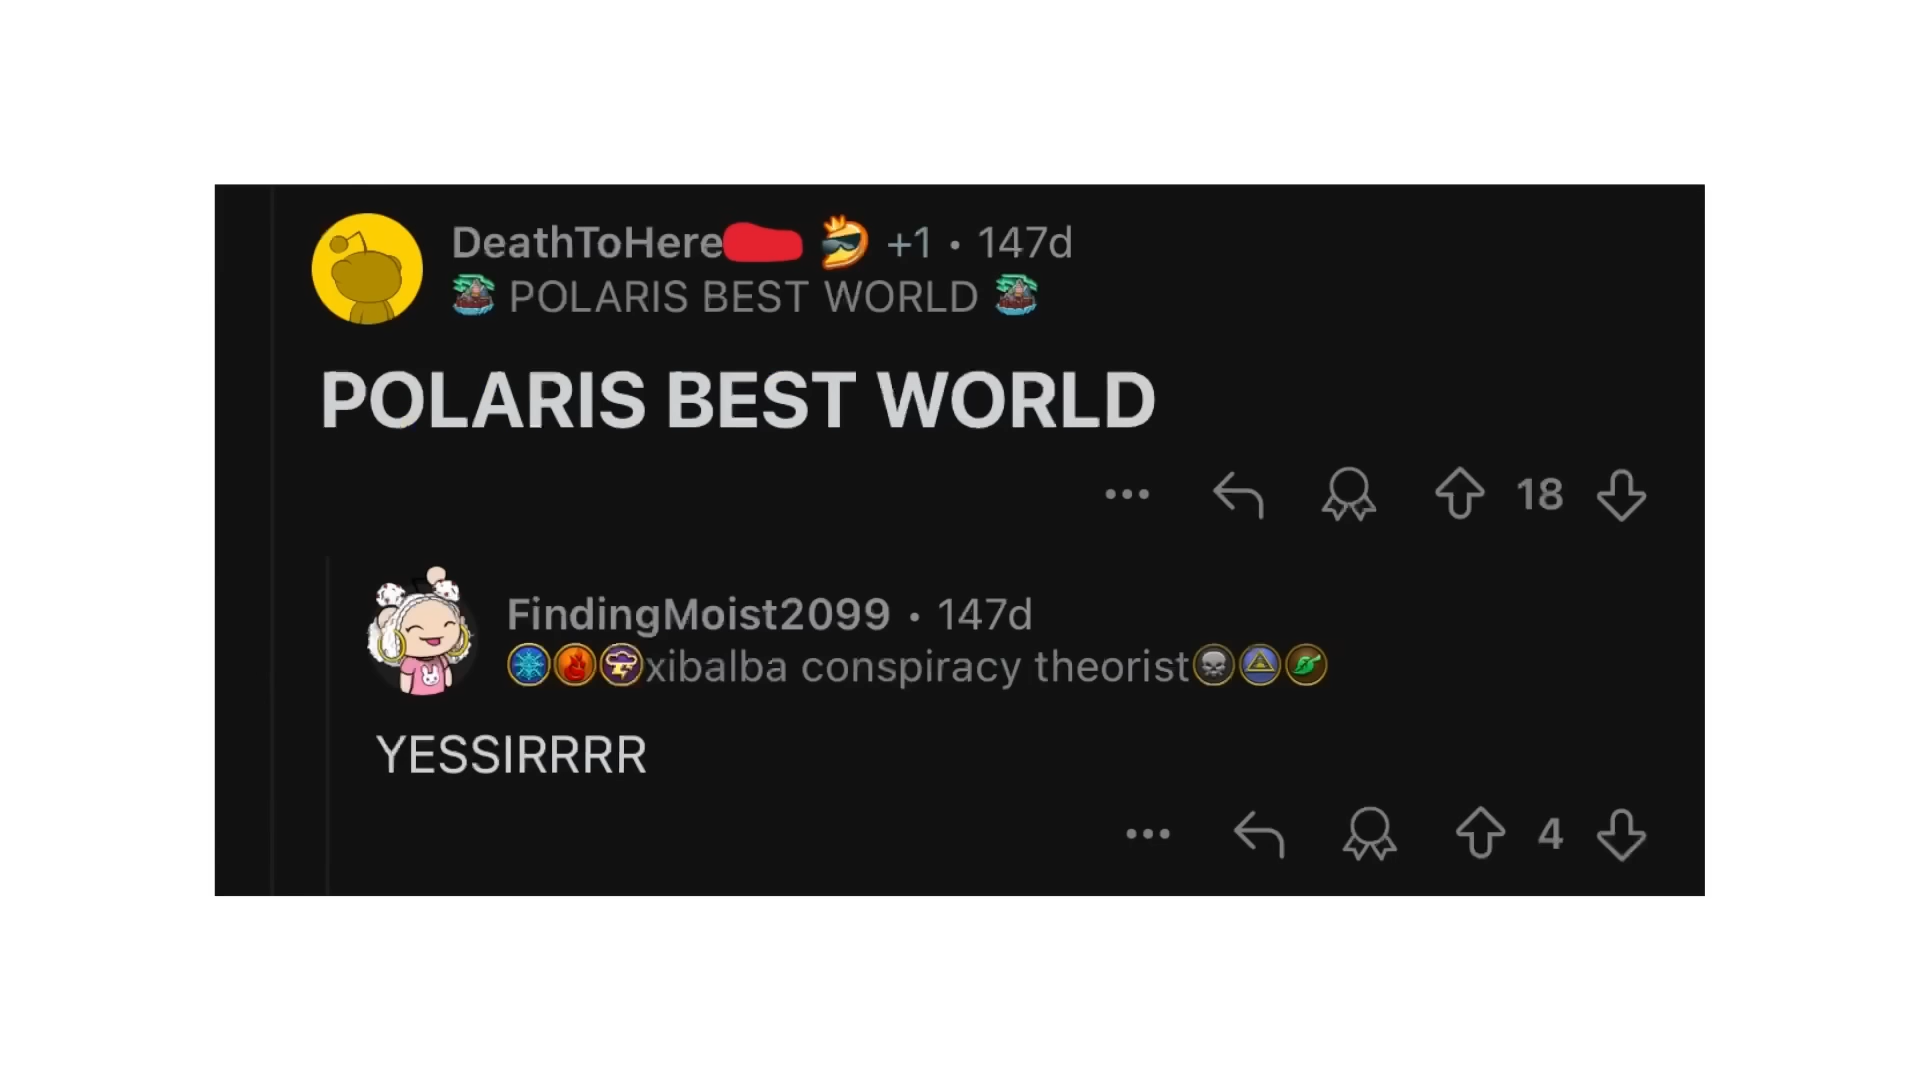 DeathToHere +1 • 147d
POLARIS BEST WORLD
POLARIS BEST WORLD
18
FindingMoist2099 • 147d
xibalba conspiracy theorist
YESSIRRRR
4